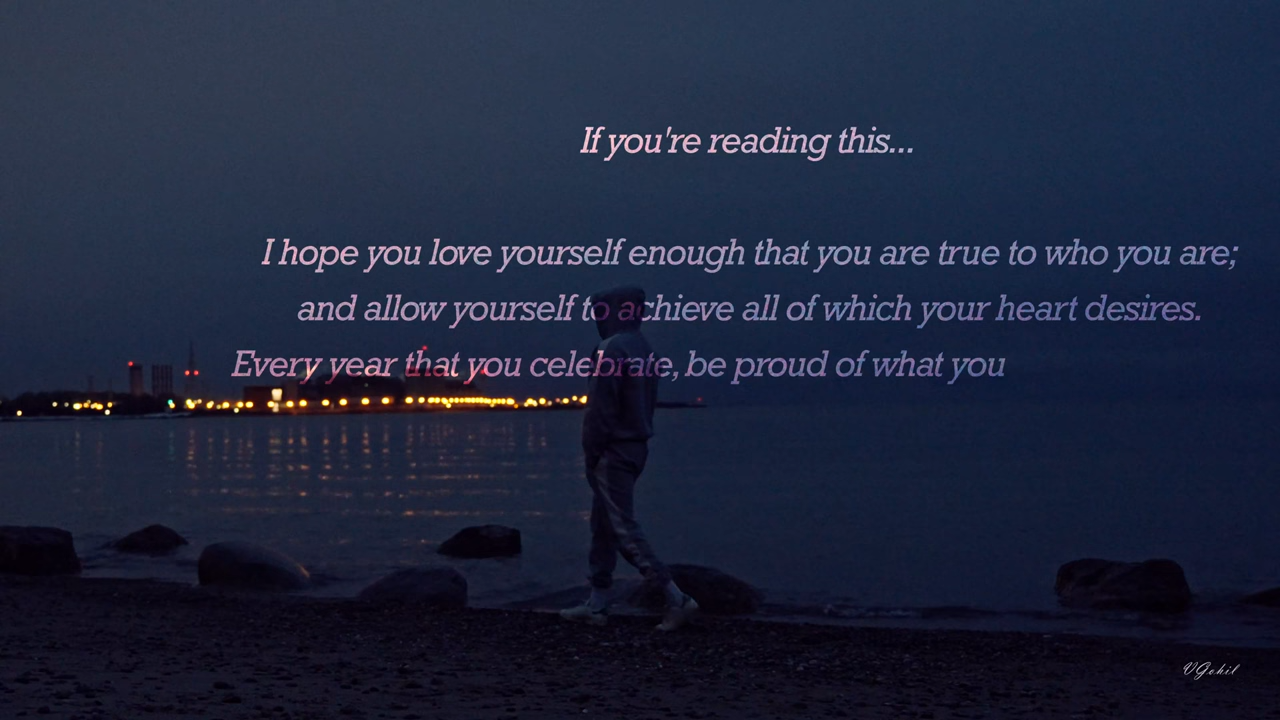 If you're reading this...
I hope you love yourself enough that you are true to who you are;
and allow yourself to achieve all of which your heart desires.
Every year that you celebrate, be proud of what you
VGohil